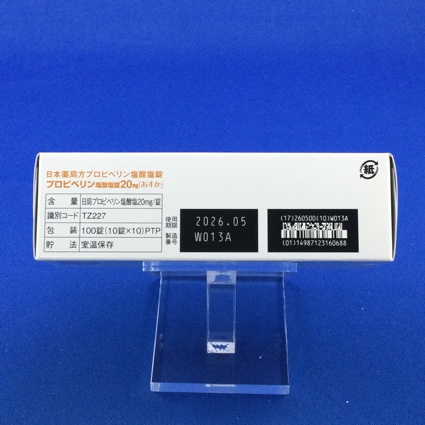 日本薬局方プロピベリン塩酸塩錠
プロピベリン塩酸塩錠20mg「あすか」
含 量 日局プロピベリン塩酸塩20mg/錠
識別コード TZ227
包 装 100錠(10錠×10)PTP
貯 法 室温保存
使用期限 2026.05
製造番号 W013A
(17)260500(10)W013A
(01)14987123160688
紙